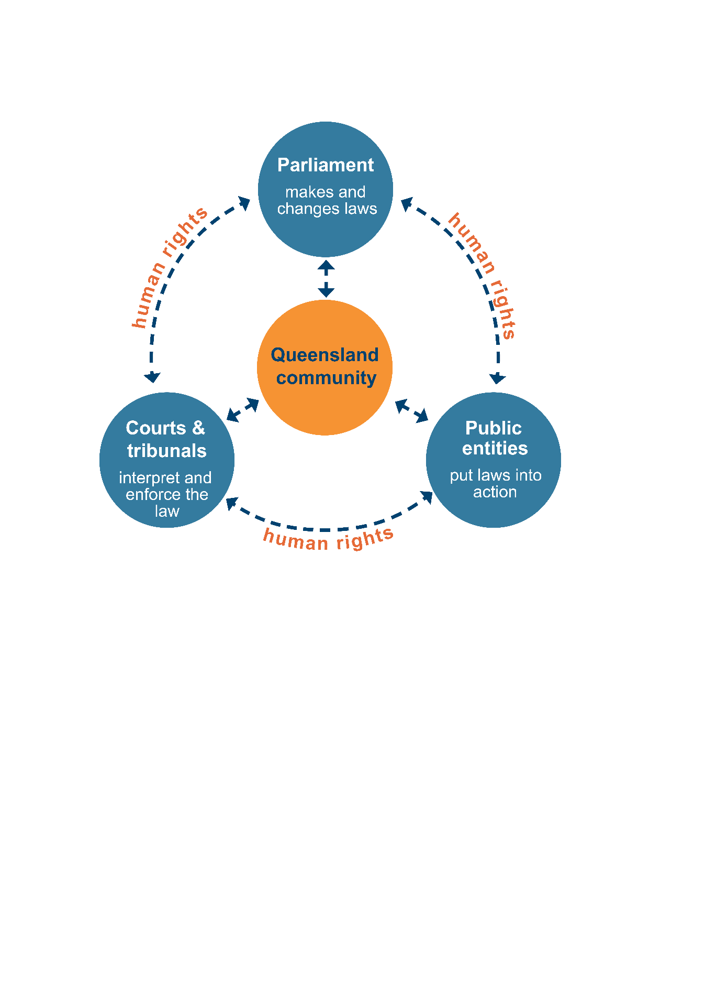 Parliament
makes and
changes laws
human rights
human rights
Queensland
community
Courts &
tribunals
interpret and
enforce the
law
Public
entities
put laws into
action
human rights